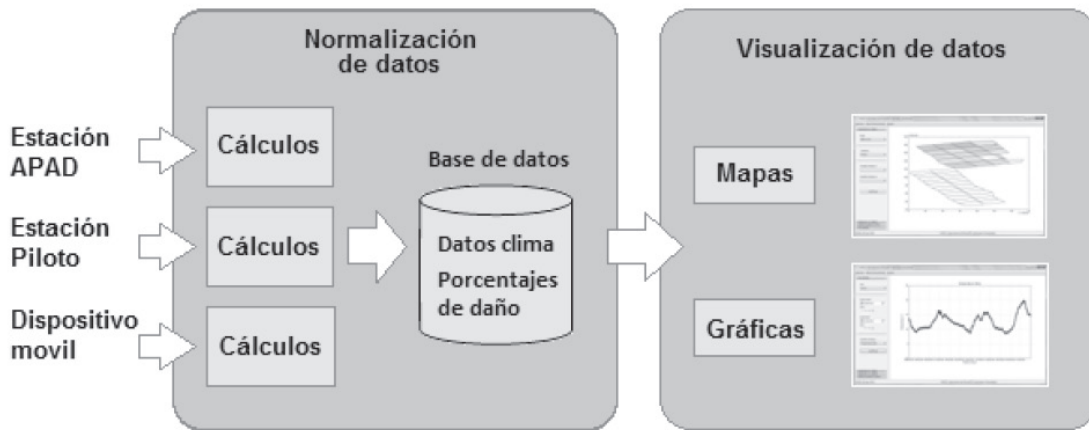 Normalización
de datos
Visualización de datos
Estación
APAD
Cálculos
Base de datos
Mapas
Estación
Piloto
Cálculos
Datos clima
Porcentajes
de daño
Dispositivo
movil
Cálculos
Gráficas